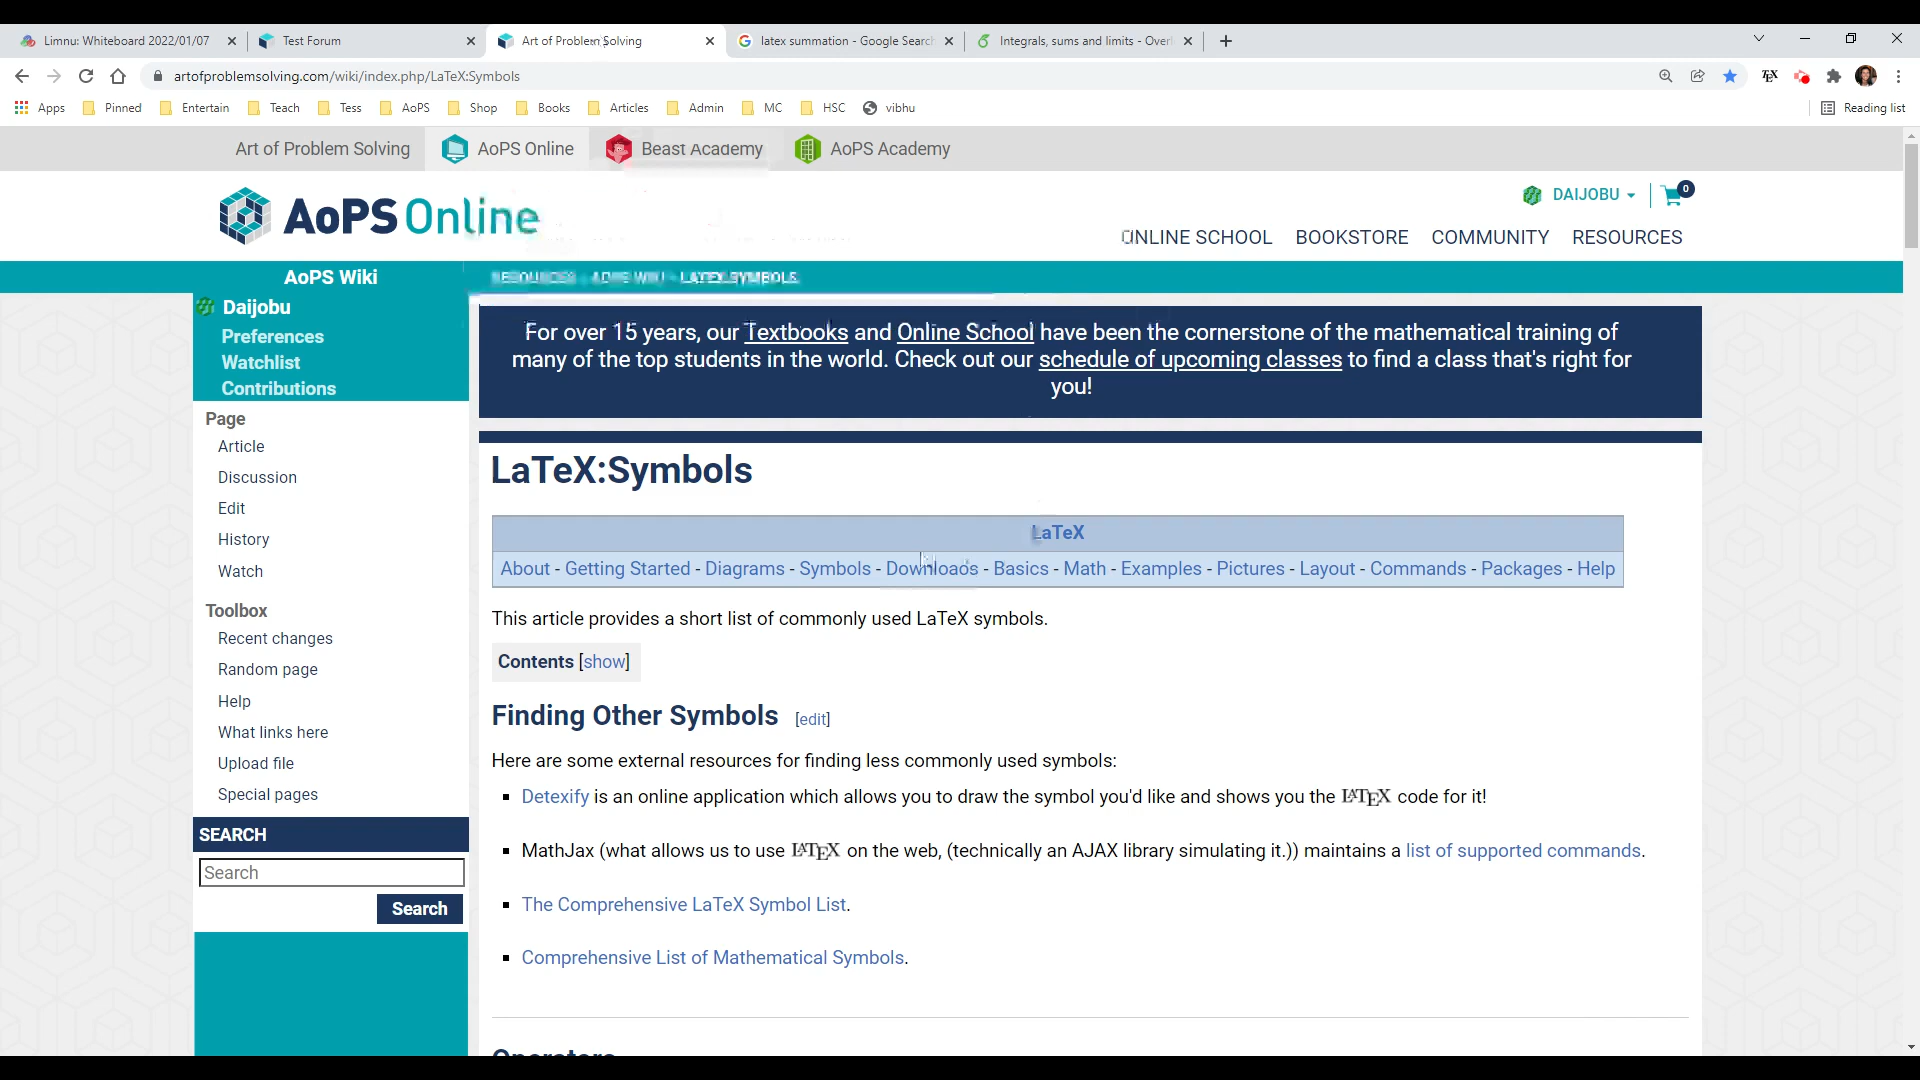 Limnu: Whiteboard 2022/01/07
Test Forum
Art of Problem Solving
latex summation - Google Search
Integrals, sums and limits - Overl
artofproblemsolving.com/wiki/index.php/LaTeX:Symbols
Apps Pinned Entertain Teach Tess AoPS Shop Books Articles Admin MC HSC vibhu Reading list
Art of Problem Solving AoPS Online Beast Academy AoPS Academy
AoPS Online
DAIJOBU 0
ONLINE SCHOOL BOOKSTORE COMMUNITY RESOURCES
AoPS Wiki
RESOURCES AOPS WIKI LATEX:SYMBOLS
Daijobu
Preferences
Watchlist
Contributions
Page
Article
Discussion
Edit
History
Watch
Toolbox
Recent changes
Random page
Help
What links here
Upload file
Special pages
SEARCH
Search
Search
For over 15 years, our Textbooks and Online School have been the cornerstone of the mathematical training of
many of the top students in the world. Check out our schedule of upcoming classes to find a class that's right for
you!
LaTeX:Symbols
LaTeX
About - Getting Started - Diagrams - Symbols - Downloads - Basics - Math - Examples - Pictures - Layout - Commands - Packages - Help
This article provides a short list of commonly used LaTeX symbols.
Contents [show]
Finding Other Symbols [edit]
Here are some external resources for finding less commonly used symbols:
▪ Detexify is an online application which allows you to draw the symbol you'd like and shows you the LATEX code for it!
▪ MathJax (what allows us to use LATEX on the web, (technically an AJAX library simulating it.)) maintains a list of supported commands.
▪ The Comprehensive LaTeX Symbol List.
▪ Comprehensive List of Mathematical Symbols.
Operators